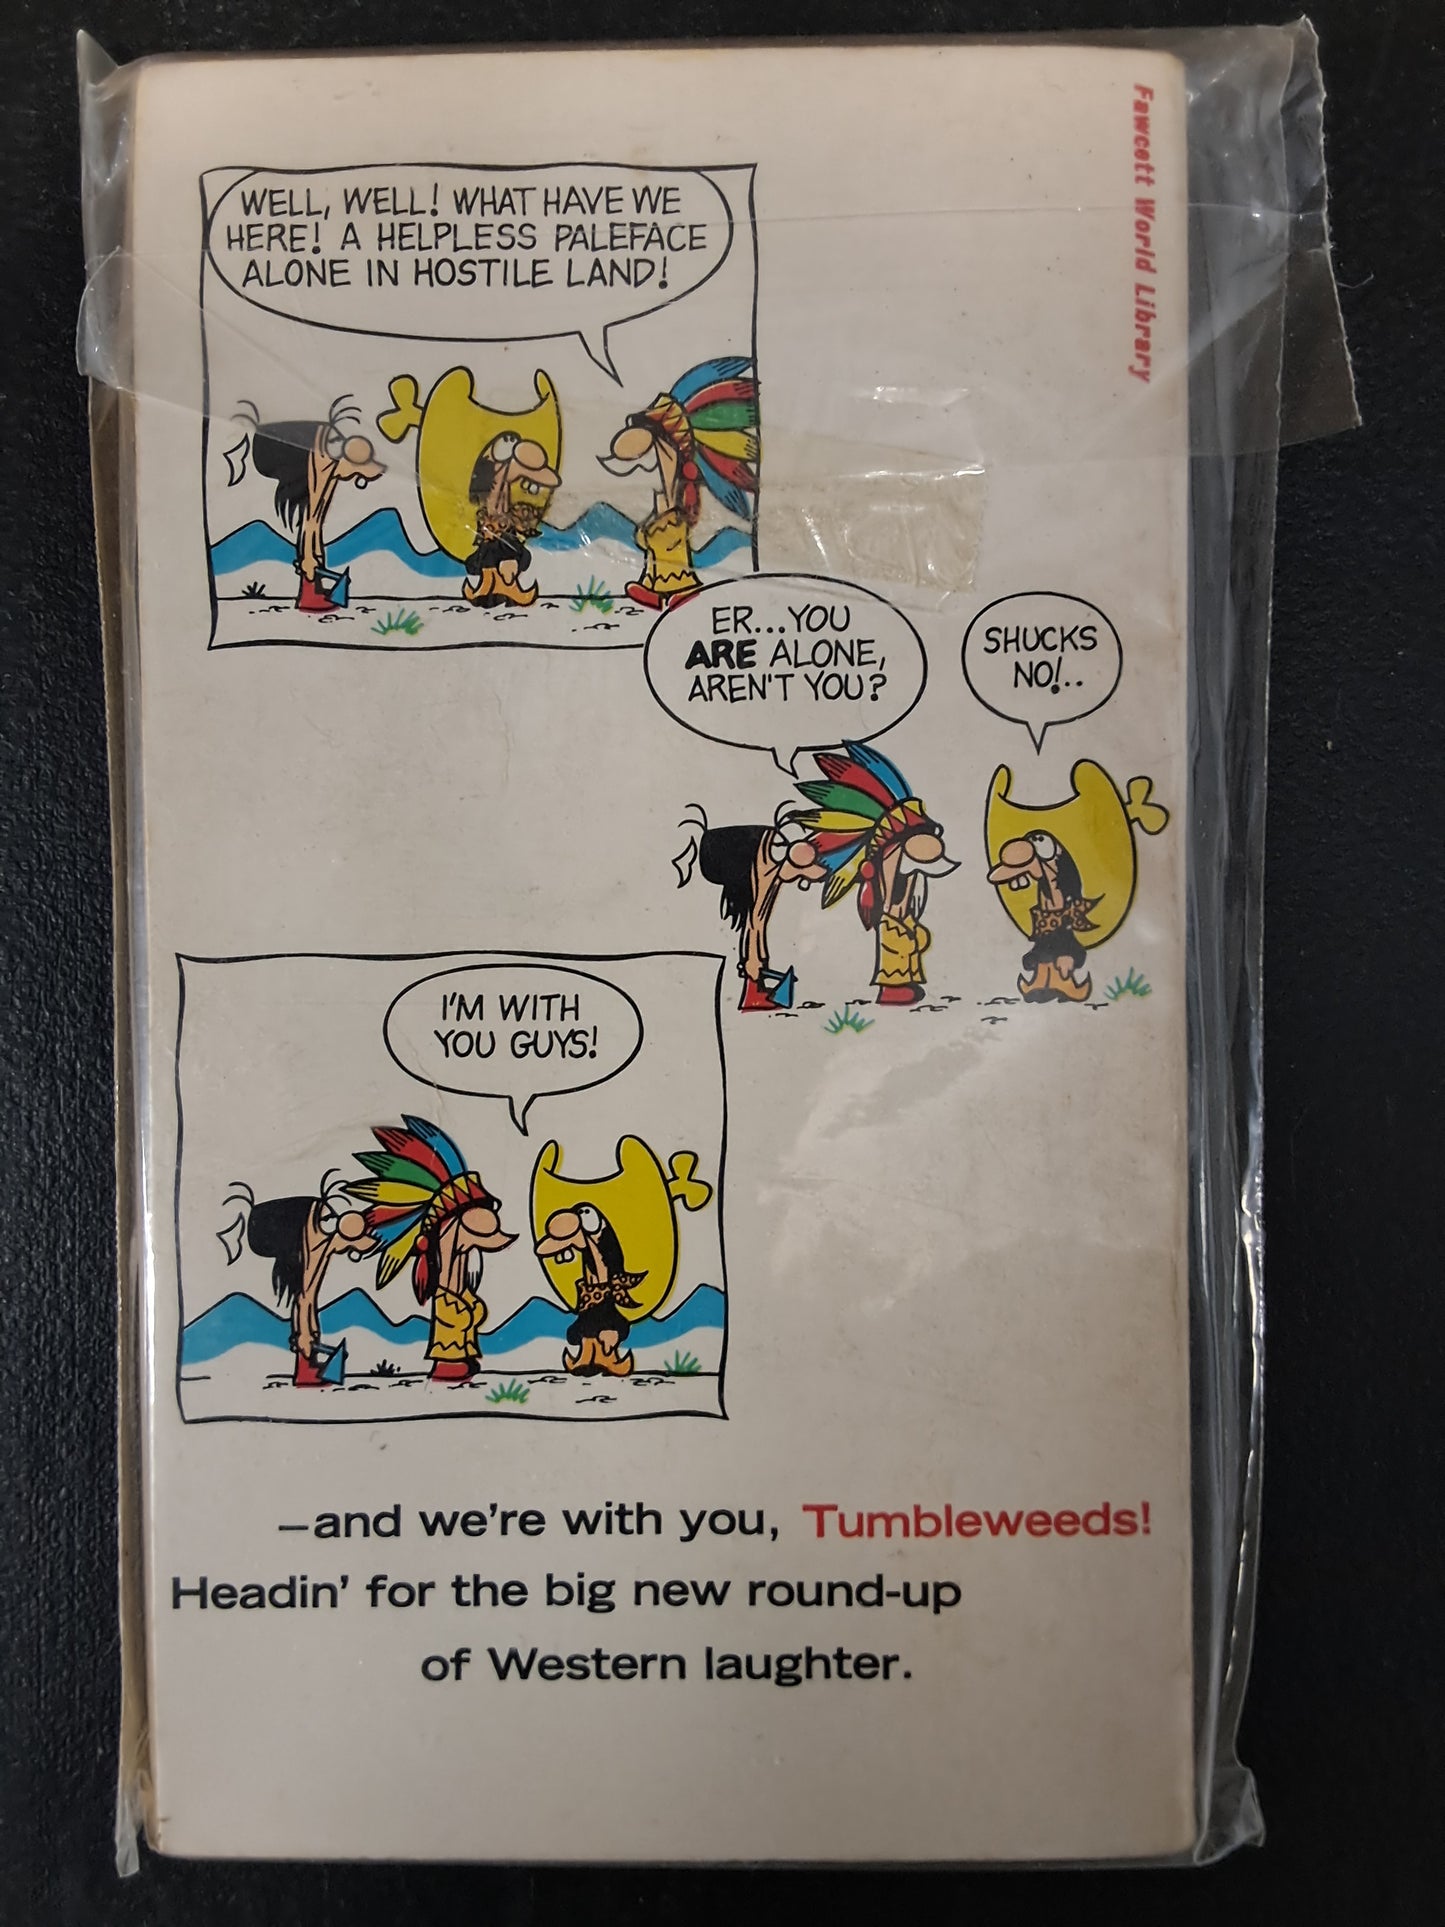 Fawcett World Library
WELL, WELL! WHAT HAVE WE
HERE! A HELPLESS PALEFACE
ALONE IN HOSTILE LAND!
ER...YOU
ARE ALONE,
AREN'T YOU?
SHUCKS
NO!..
I'M WITH
YOU GUYS!
—and we're with you, Tumbleweeds!
Headin' for the big new round-up
of Western laughter.